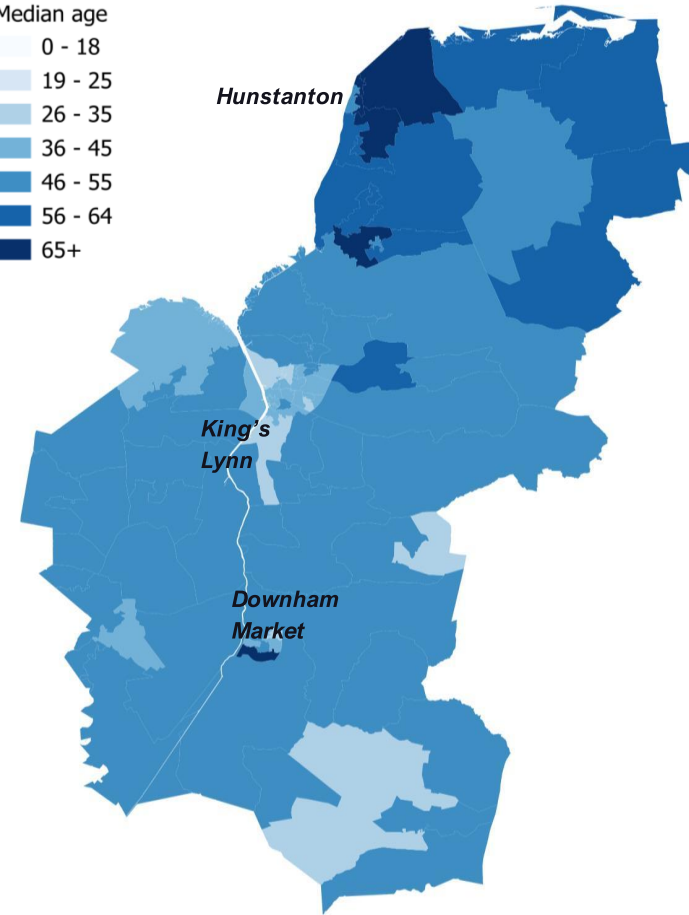 Median age
0 - 18
19 - 25
26 - 35
36 - 45
46 - 55
56 - 64
65+
Hunstanton
King’s
Lynn
Downham
Market